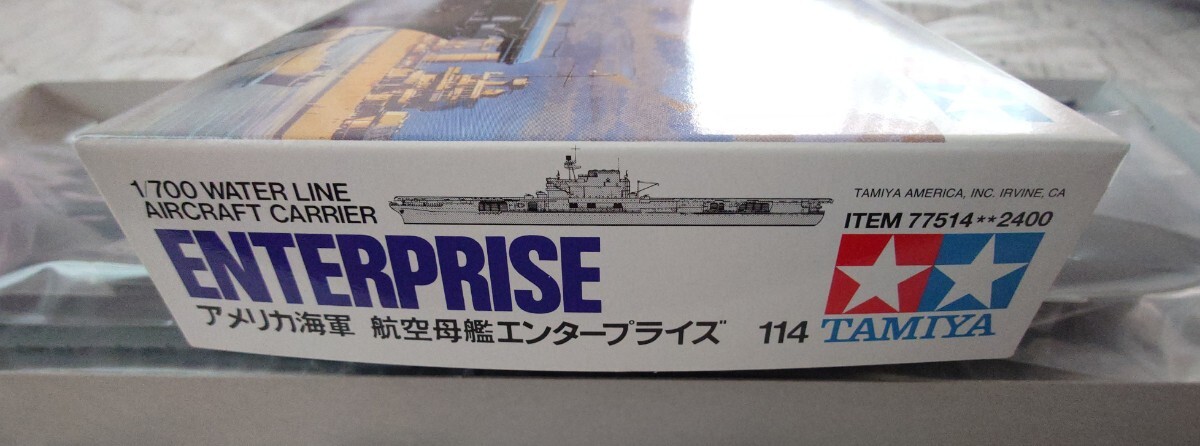 1/700 WATER LINE
AIRCRAFT CARRIER
ENTERPRISE
アメリカ海軍 航空母艦エンタープライズ 114
TAMIYA AMERICA, INC. IRVINE, CA
ITEM 77514**2400
TAMIYA